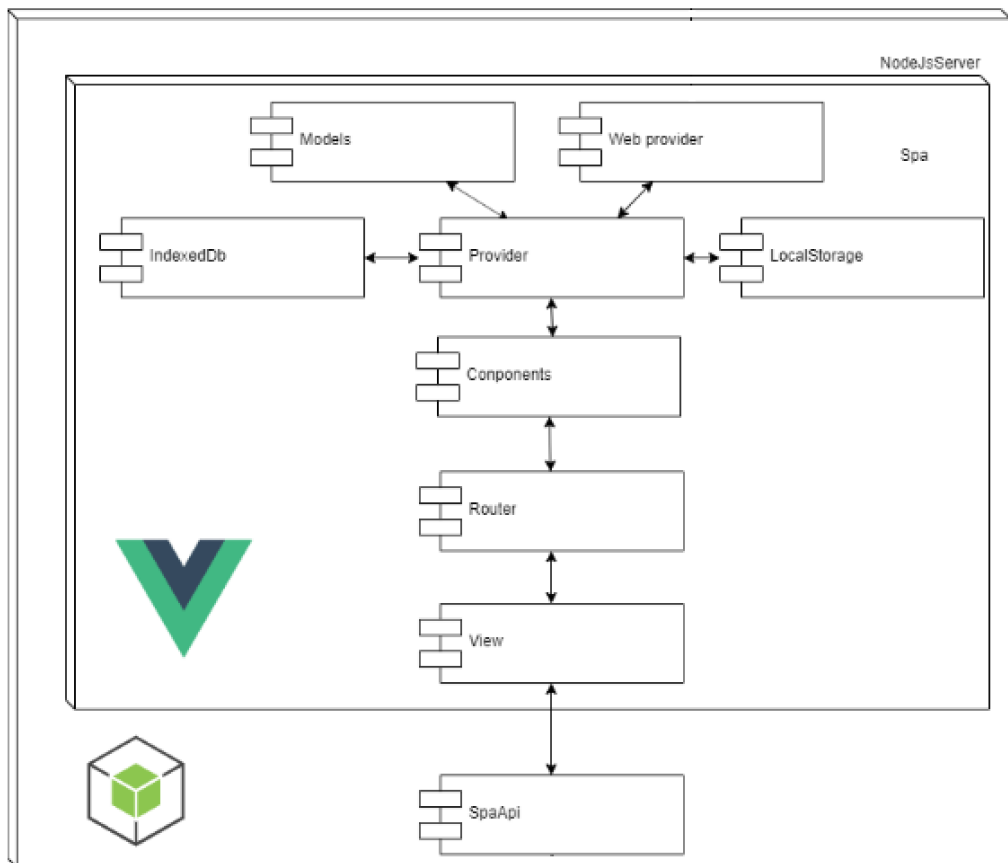 NodeJsServer
Models
Web provider
Spa
IndexedDb
Provider
LocalStorage
Conponents
Router
View
SpaApi